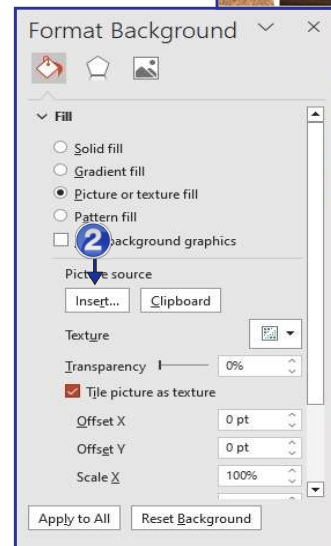 Format Background
Fill
Solid fill
Gradient fill
Picture or texture fill
Pattern fill
2
background graphics
Picture source
Insert...
Clipboard
Texture
Transparency
0%
Tile picture as texture
Offset X
0 pt
Offset Y
0 pt
Scale X
100%
Apply to All
Reset Background